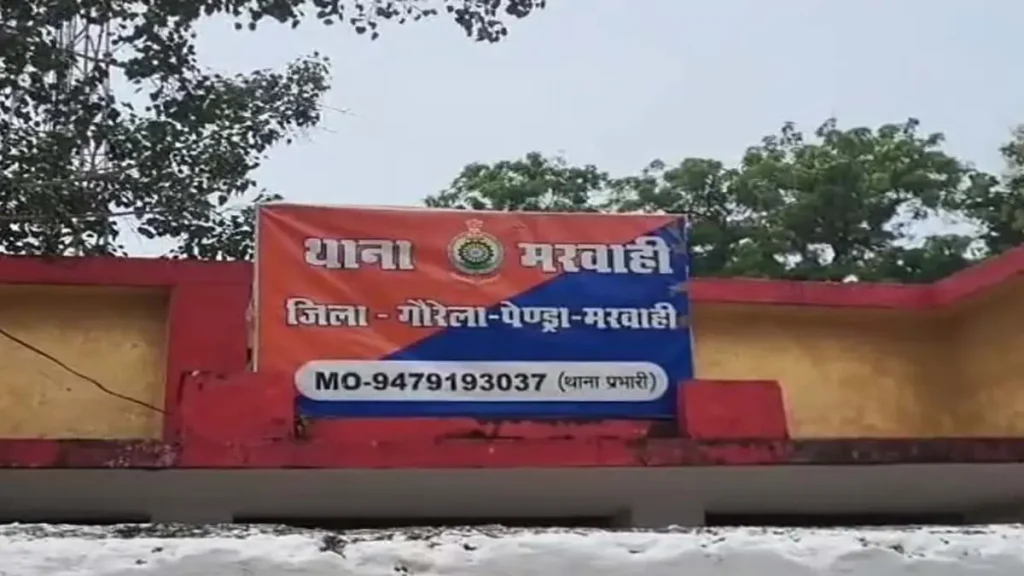 थाना मरवाही
जिला - गौरेला-पेण्ड्रा-मरवाही
MO-9479193037 (थाना प्रभारी)